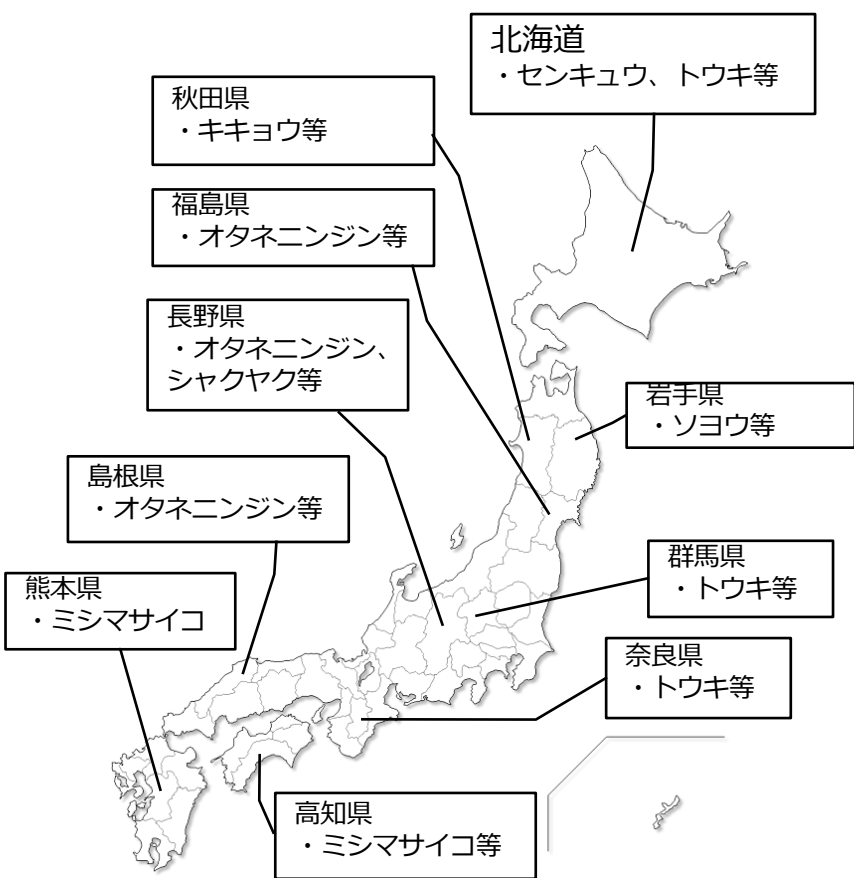 北海道
・センキュウ、トウキ等
秋田県
・キキョウ等
福島県
・オタネニンジン等
長野県
・オタネニンジン、
シャクヤク等
岩手県
・ソヨウ等
島根県
・オタネニンジン等
群馬県
・トウキ等
熊本県
・ミシマサイコ
奈良県
・トウキ等
高知県
・ミシマサイコ等